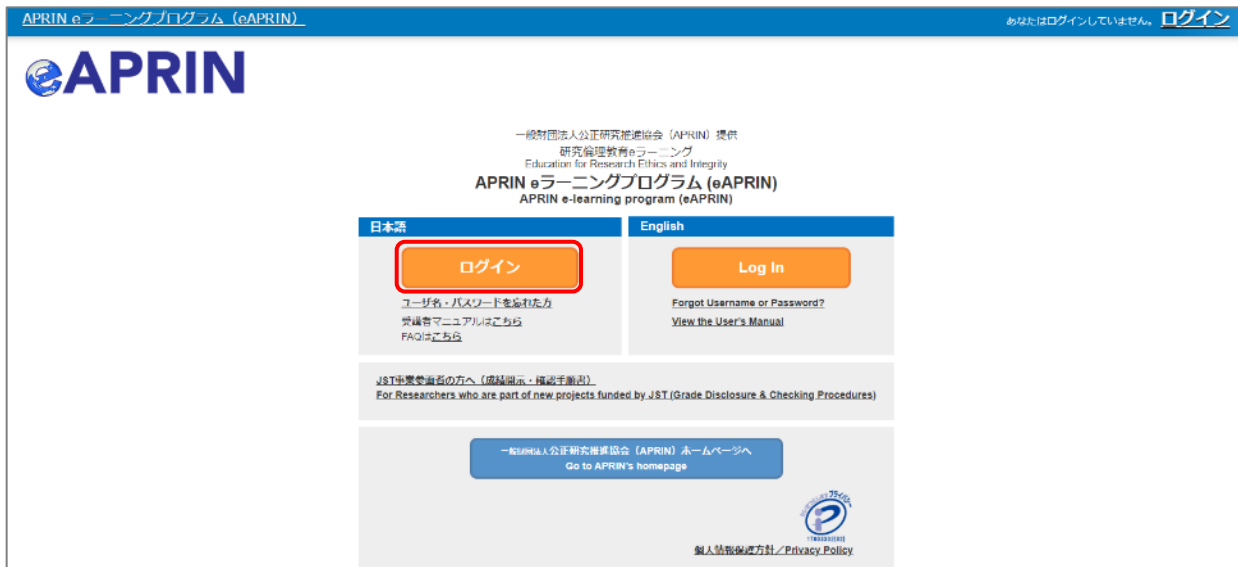 APRIN eラーニングプログラム（eAPRIN）
あなたはログインしていません。 ログイン
eAPRIN
一般財団法人公正研究推進協会（APRIN）提供
研究倫理教育eラーニング
Education for Research Ethics and Integrity
APRIN eラーニングプログラム (eAPRIN)
APRIN e-learning program (eAPRIN)
日本語
ログイン
ユーザ名・パスワードを忘れた方
受講者マニュアルはこちら
FAQはこちら
English
Log In
Forgot Username or Password?
View the User's Manual
JST事業参画者の方へ（成績開示・確認手順書）
For Researchers who are part of new projects funded by JST (Grade Disclosure & Checking Procedures)
一般財団法人公正研究推進協会（APRIN）ホームページへ
Go to APRIN's homepage
個人情報保護方針／Privacy Policy